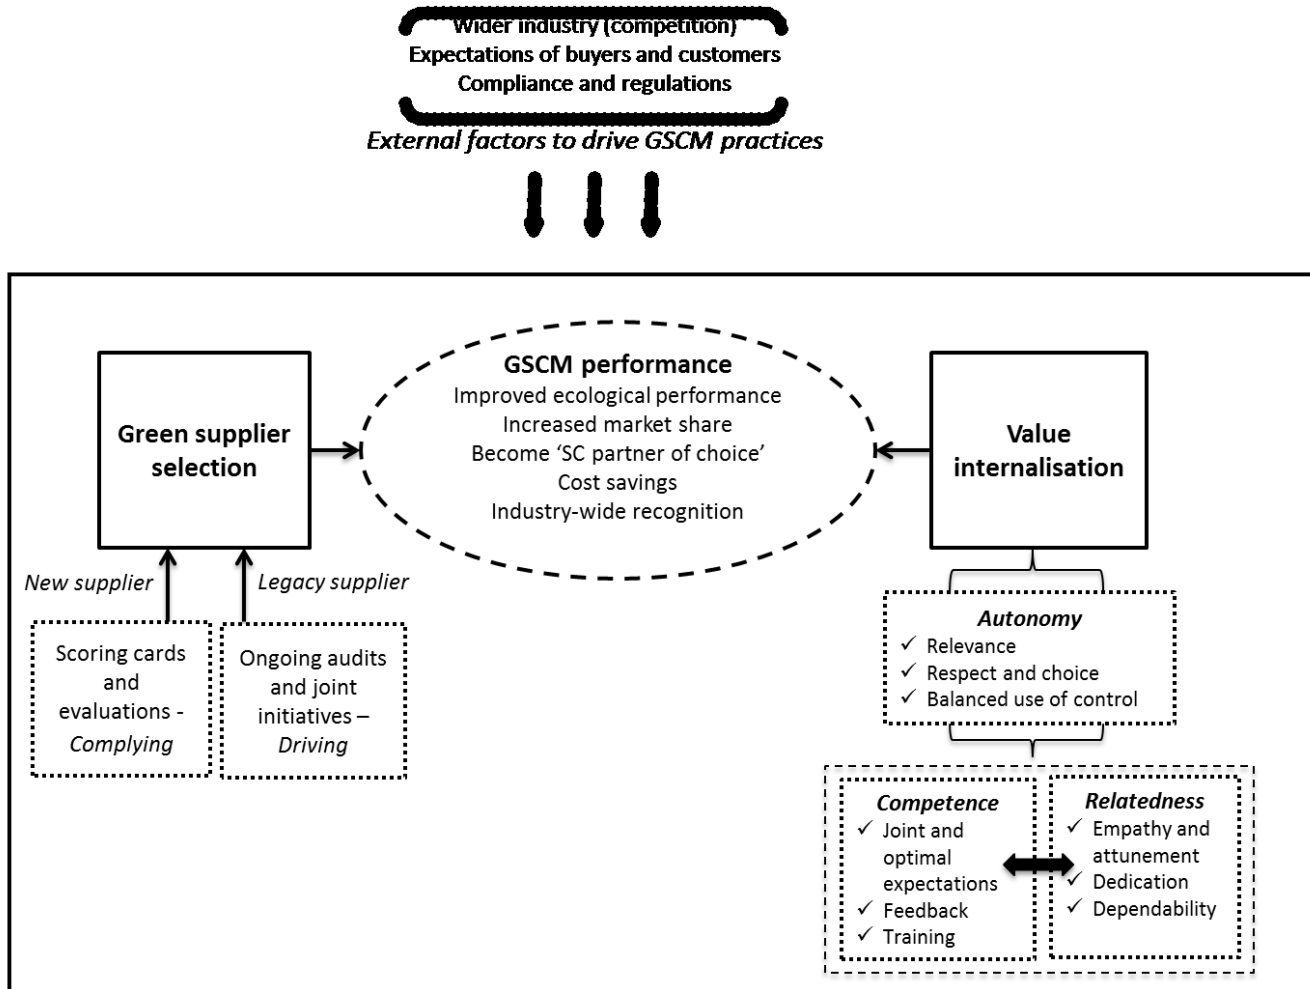 Wider industry (competition)
Expectations of buyers and customers
Compliance and regulations
External factors to drive GSCM practices
GSCM performance
Improved ecological performance
Increased market share
Become ‘SC partner of choice’
Cost savings
Industry-wide recognition
Green supplier
selection
Value
internalisation
New supplier
Legacy supplier
Scoring cards
and
evaluations -
Complying
Ongoing audits
and joint
initiatives –
Driving
Autonomy
✓ Relevance
✓ Respect and choice
✓ Balanced use of control
Competence
✓ Joint and
optimal
expectations
✓ Feedback
✓ Training
Relatedness
✓ Empathy and
attunement
✓ Dedication
✓ Dependability